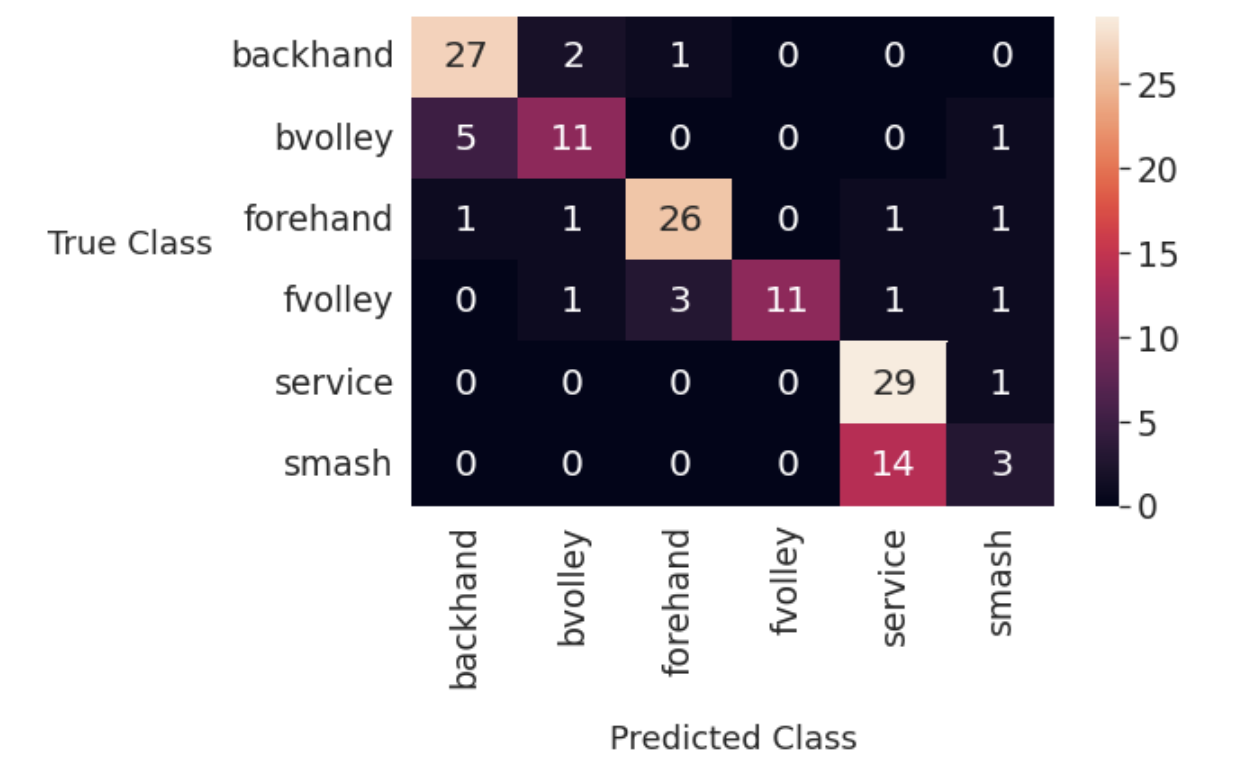 backhand 27 2 1 0 0 0
25
bvolley 5 11 0 0 0 1
20
forehand 1 1 26 0 1 1
True Class
15
fvolley 0 1 3 11 1 1
10
service 0 0 0 0 29 1
5
smash 0 0 0 0 14 3
0
backhand
bvolley
forehand
fvolley
service
smash
Predicted Class